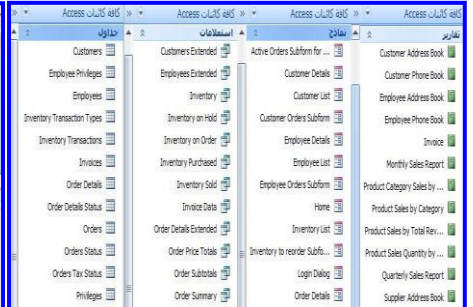 كافة كائنات Access
جداول
Customers
Employee Privileges
Employees
Inventory Transaction Types
Inventory Transactions
Invoices
Order Details
Order Details Status
Orders
Orders Status
Orders Tax Status
Privileges
كافة كائنات Access
استعلامات
Customers Extended
Employees Extended
Inventory
Inventory on Hold
Inventory on Order
Inventory Purchased
Inventory Sold
Invoice Data
Order Details Extended
Order Price Totals
Order Subtotals
Order Summary
كافة كائنات Access
نماذج
Active Orders Subform for ...
Customer Details
Customer List
Customer Orders Subform
Employee Details
Employee List
Employee Orders Subform
Home
Inventory List
Inventory to reorder Subfo...
Login Dialog
Order Details
كافة كائنات Access
تقارير
Customer Address Book
Customer Phone Book
Employee Address Book
Employee Phone Book
Invoice
Monthly Sales Report
Product Category Sales by ...
Product Sales by Category
Product Sales by Total Rev...
Product Sales Quantity by ...
Quarterly Sales Report
Supplier Address Book